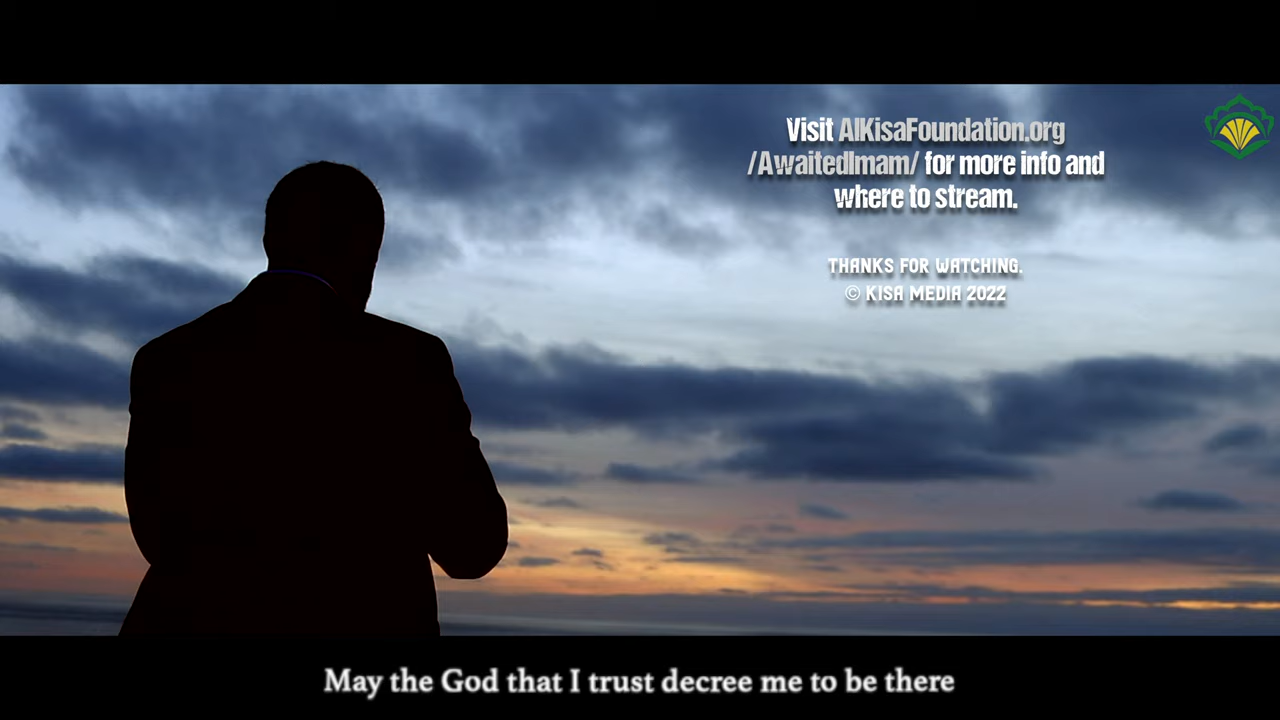 Visit AlKisaFoundation.org
/AwaitedImam/ for more info and
where to stream.
THANKS FOR WATCHING.
© KISA MEDIA 2022
May the God that I trust decree me to be there